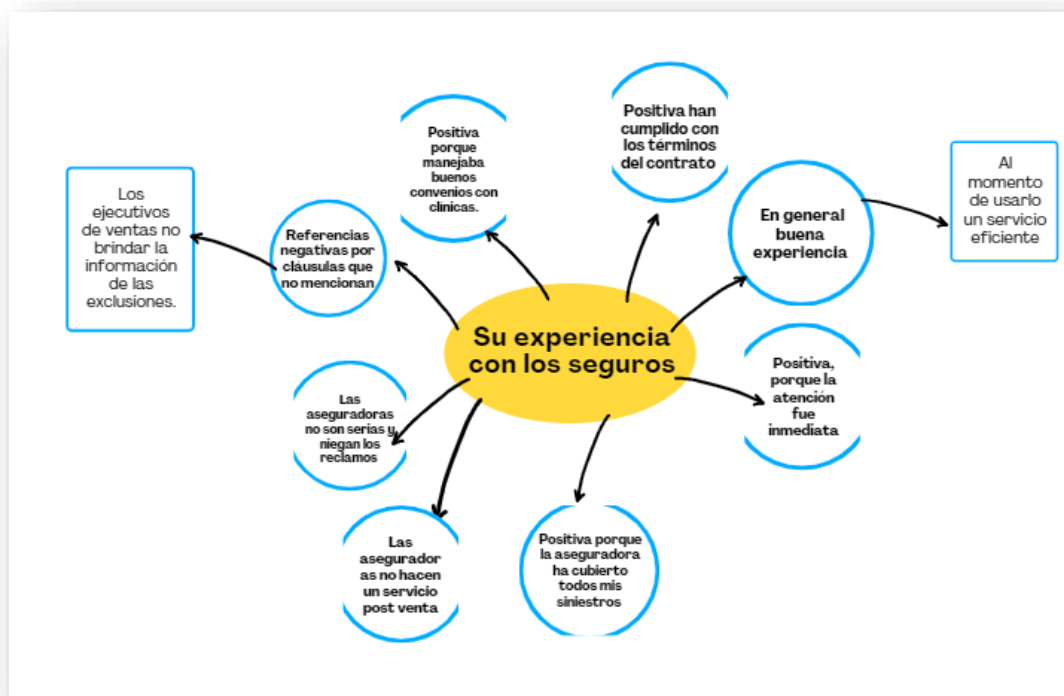 Positiva
porque
manejaba
buenos
convenios con
clinicas.
Positiva han
cumplido con
los términos
del contrato
Al
momento
de usarlo
un servicio
eficiente
Los
ejecutivos
de ventas no
brindar la
información
de las
exclusiones.
Referencias
negativas por
cláusulas que
no mencionan
En general
buena
experiencia
Su experiencia
con los seguros
Las
aseguradoras
no son serias y
niegan los
reclamos
Positiva,
porque la
atención
fue
inmediata
Las
asegurador
as no hacen
un servicio
post venta
Positiva porque
la aseguradora
ha cubierto
todos mis
siniestros